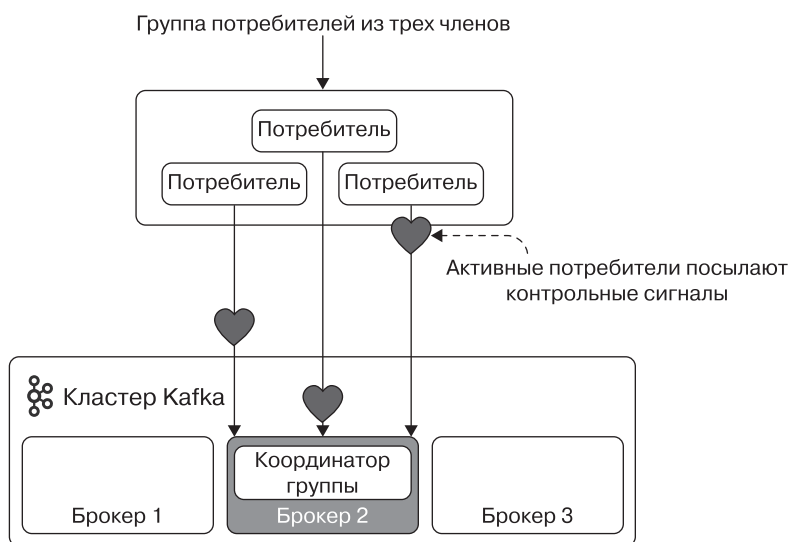 Группа потребителей из трех членов
Потребитель
Потребитель
Потребитель
Активные потребители посылают
контрольные сигналы
Кластер Kafka
Координатор
группы
Брокер 1
Брокер 2
Брокер 3